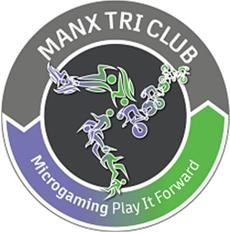 MANX TRI CLUB
Microgaming Play It Forward